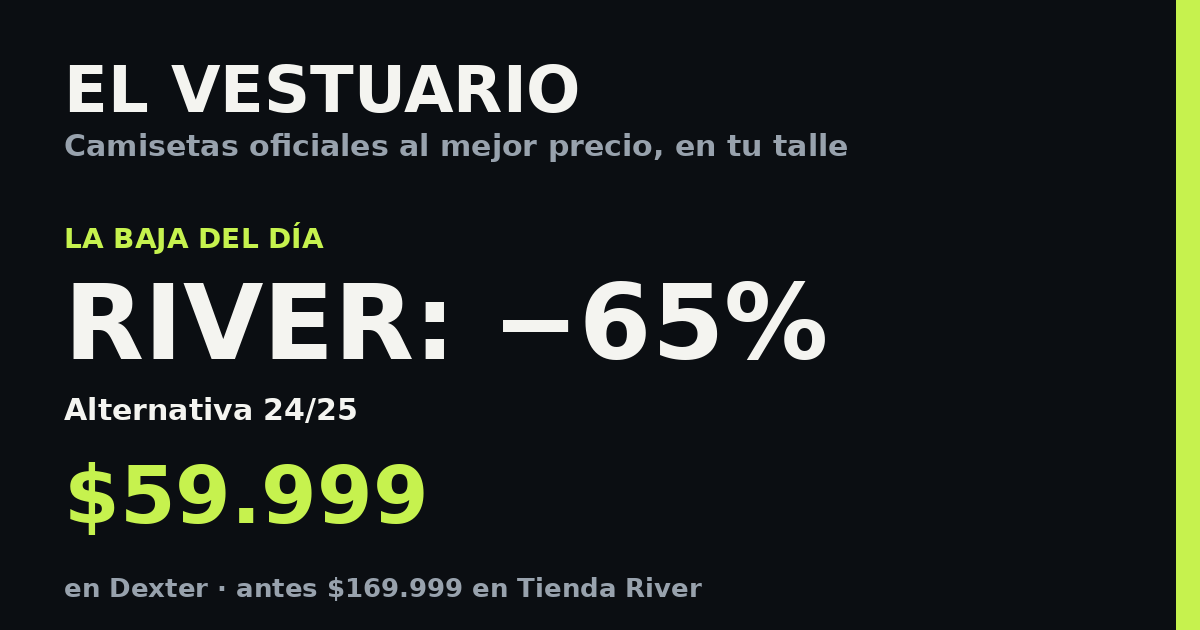 EL VESTUARIO
Camisetas oficiales al mejor precio, en tu talle
LA BAJA DEL DÍA
RIVER: −65%
Alternativa 24/25
$59.999
en Dexter · antes $169.999 en Tienda River